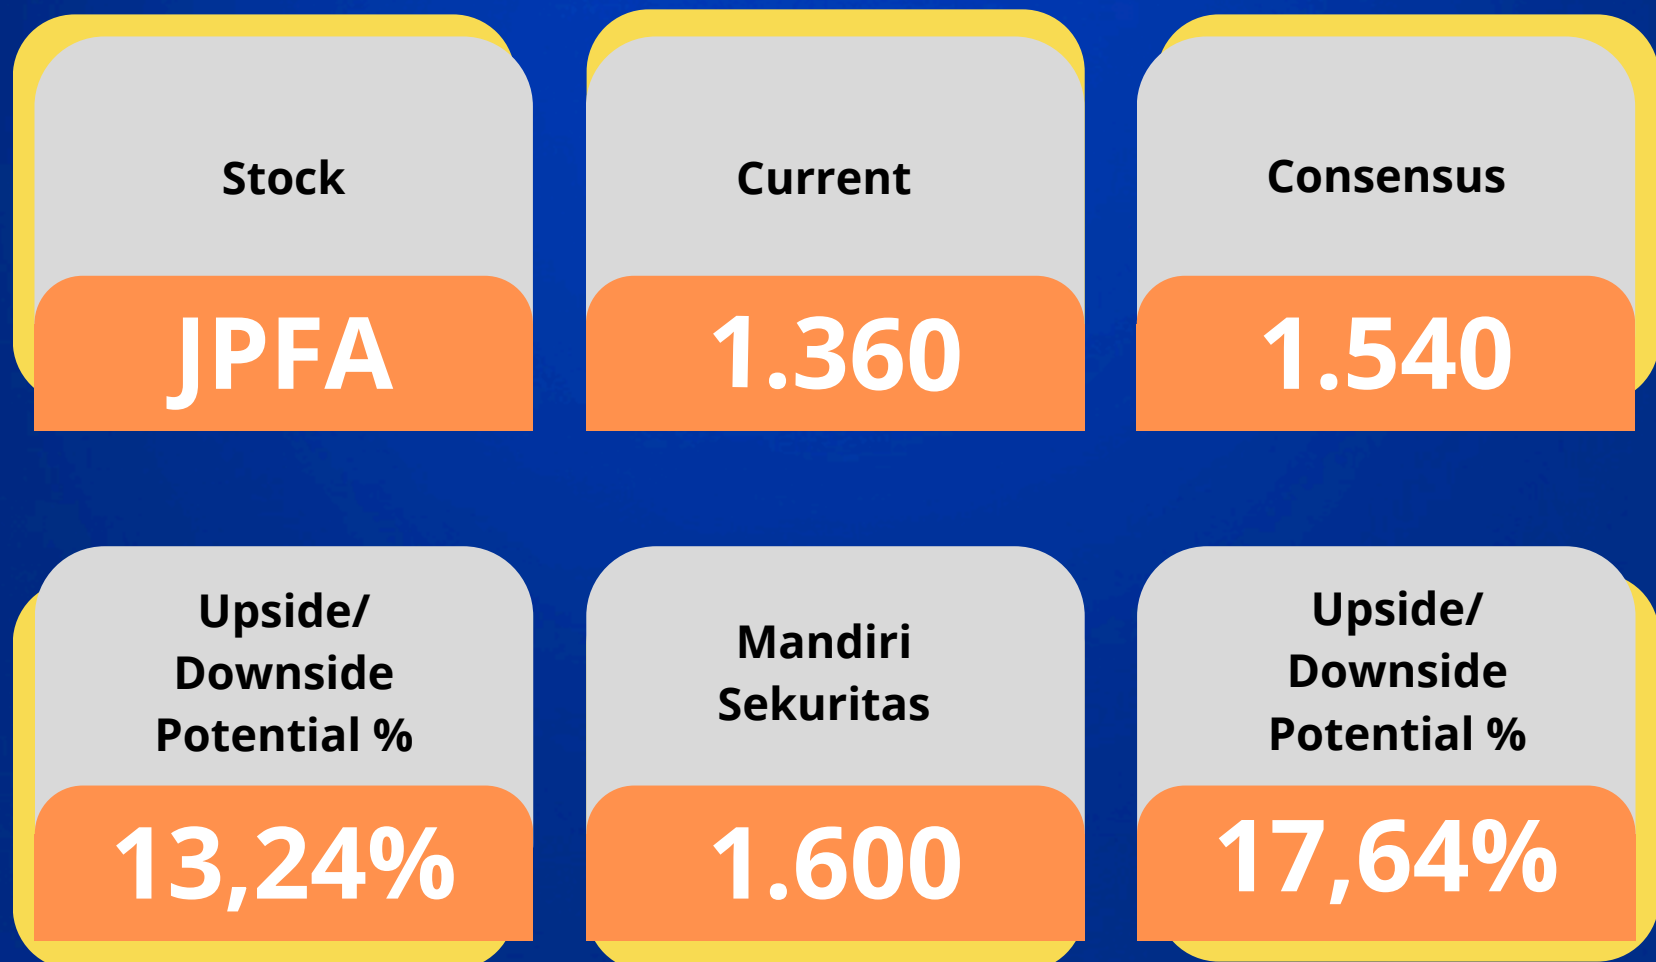 Stock
JPFA
Current
1.360
Consensus
1.540
Upside/
Downside
Potential %
13,24%
Mandiri
Sekuritas
1.600
Upside/
Downside
Potential %
17,64%